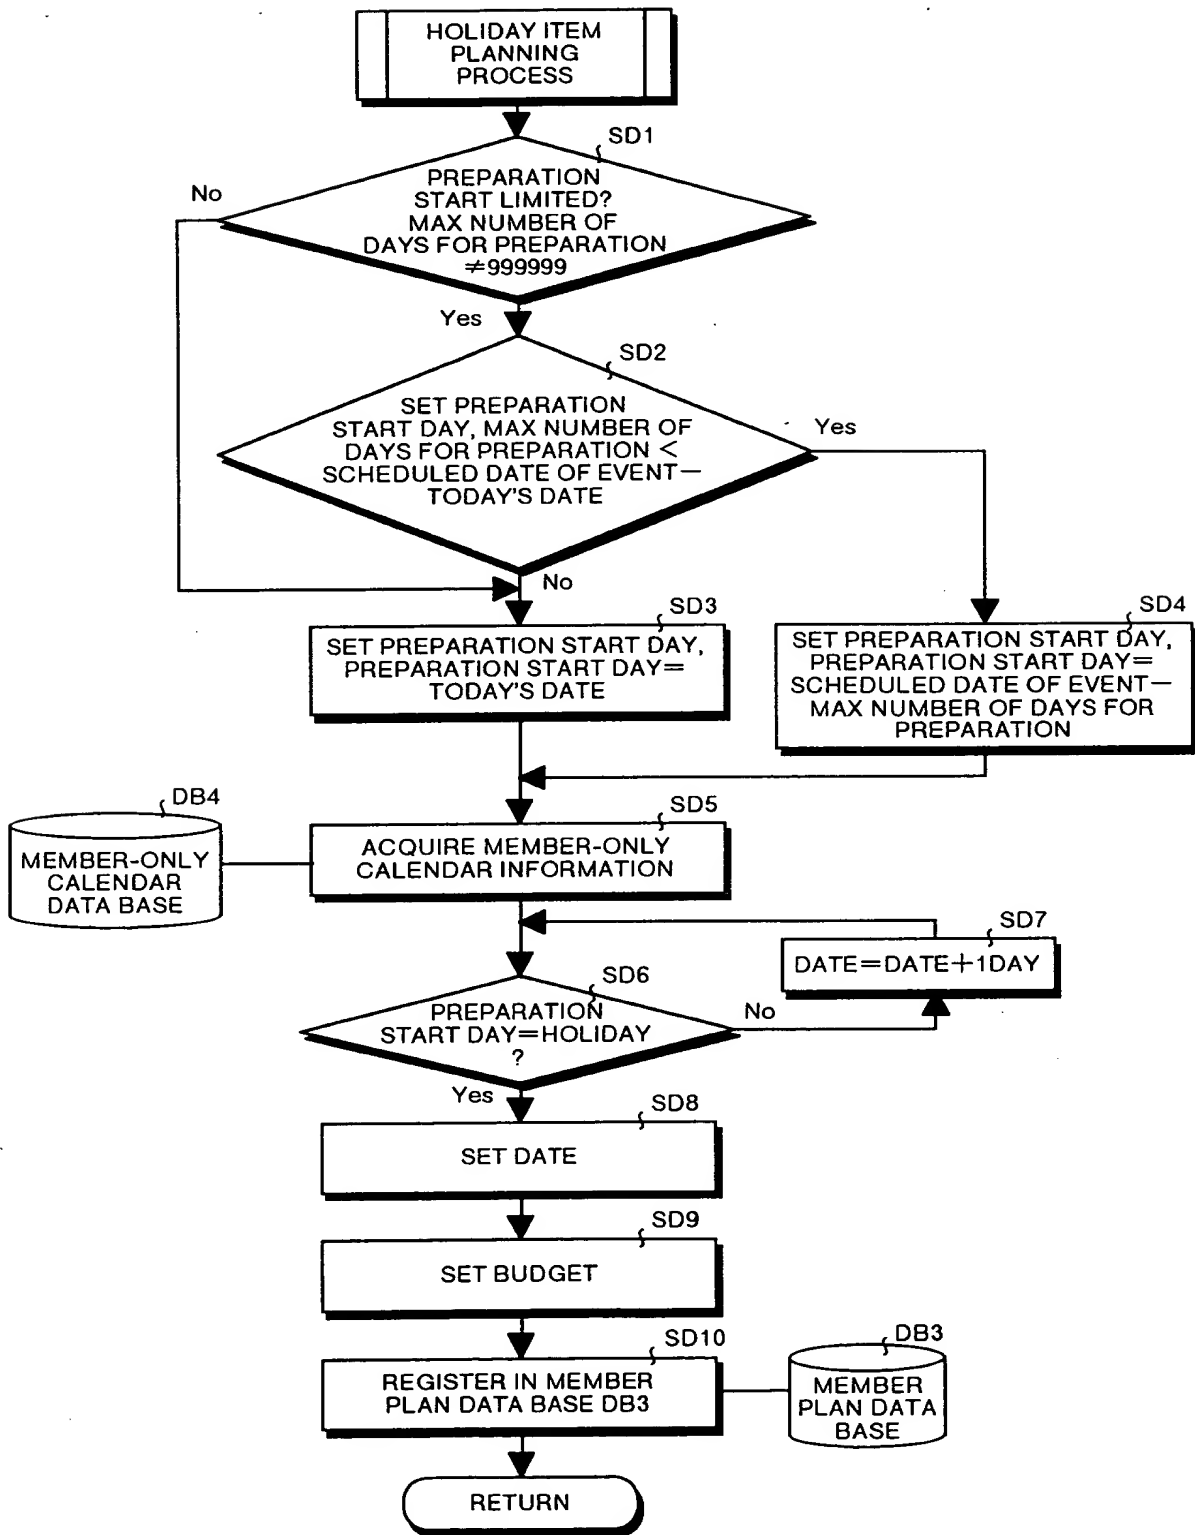 HOLIDAY ITEM
PLANNING
PROCESS
SD1
No
PREPARATION
START LIMITED?
MAX NUMBER OF
DAYS FOR PREPARATION
≠999999
Yes
SD2
SET PREPARATION
START DAY, MAX NUMBER OF
DAYS FOR PREPARATION <
SCHEDULED DATE OF EVENT—
TODAY'S DATE
Yes
No
SD3
SET PREPARATION START DAY,
PREPARATION START DAY=
TODAY'S DATE
SD4
SET PREPARATION START DAY,
PREPARATION START DAY=
SCHEDULED DATE OF EVENT—
MAX NUMBER OF DAYS FOR
PREPARATION
DB4
MEMBER-ONLY
CALENDAR
DATA BASE
SD5
ACQUIRE MEMBER-ONLY
CALENDAR INFORMATION
SD7
DATE=DATE+1DAY
SD6
PREPARATION
START DAY=HOLIDAY
?
No
Yes
SD8
SET DATE
SD9
SET BUDGET
SD10
REGISTER IN MEMBER
PLAN DATA BASE DB3
DB3
MEMBER
PLAN DATA
BASE
RETURN